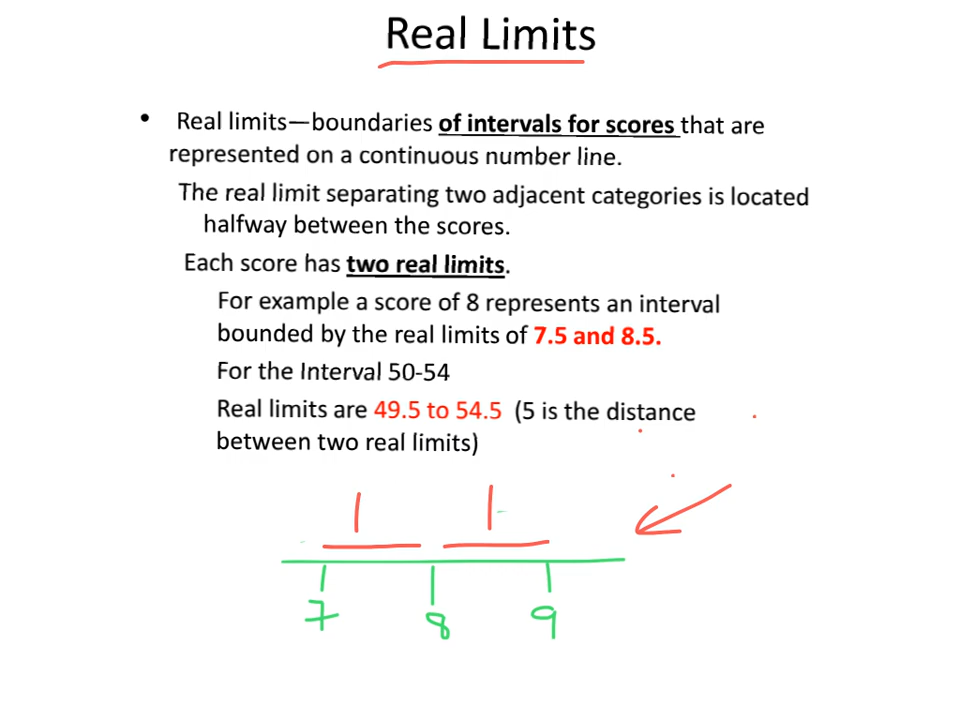 Real Limits
• Real limits—boundaries of intervals for scores that are
represented on a continuous number line.
The real limit separating two adjacent categories is located
halfway between the scores.
Each score has two real limits.
For example a score of 8 represents an interval
bounded by the real limits of 7.5 and 8.5.
For the Interval 50-54
Real limits are 49.5 to 54.5 (5 is the distance
between two real limits)
1 1
7 8 9